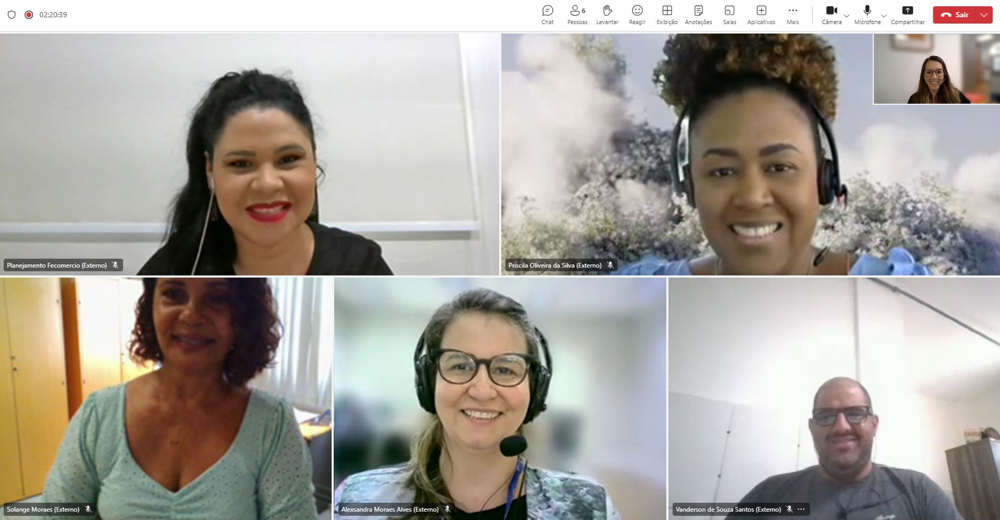 02:20:39
Chat
6
Pessoas
Levantar
Reagir
Exibição
Anotações
Salas
Aplicativos
Mais
Câmera
Microfone
Compartilhar
Sair
Planejamento Fecomercio (Externo)
Priscila Oliveira da Silva (Externo)
Solange Moraes (Externo)
Alexsandra Moraes Alves (Externo)
Vanderson de Souza Santos (Externo)